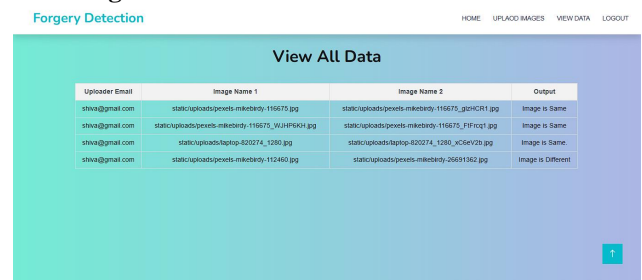 Forgery Detection
HOME UPLAOD IMAGES VIEW DATA LOGOUT
View All Data
Uploader Email Image Name 1 Image Name 2 Output
shiva@gmail.com static/uploads/pexels-mikebirdy-116675.jpg static/uploads/pexels-mikebirdy-116675_gIzHCR1.jpg Image is Same
shiva@gmail.com static/uploads/pexels-mikebirdy-116675_WJHP6KH.jpg static/uploads/pexels-mikebirdy-116675_FtFrcq1.jpg Image is Same
shiva@gmail.com static/uploads/laptop-820274_1280.jpg static/uploads/laptop-820274_1280_xC6eV2b.jpg Image is Same.
shiva@gmail.com static/uploads/pexels-mikebirdy-112460.jpg static/uploads/pexels-mikebirdy-26691362.jpg Image is Different